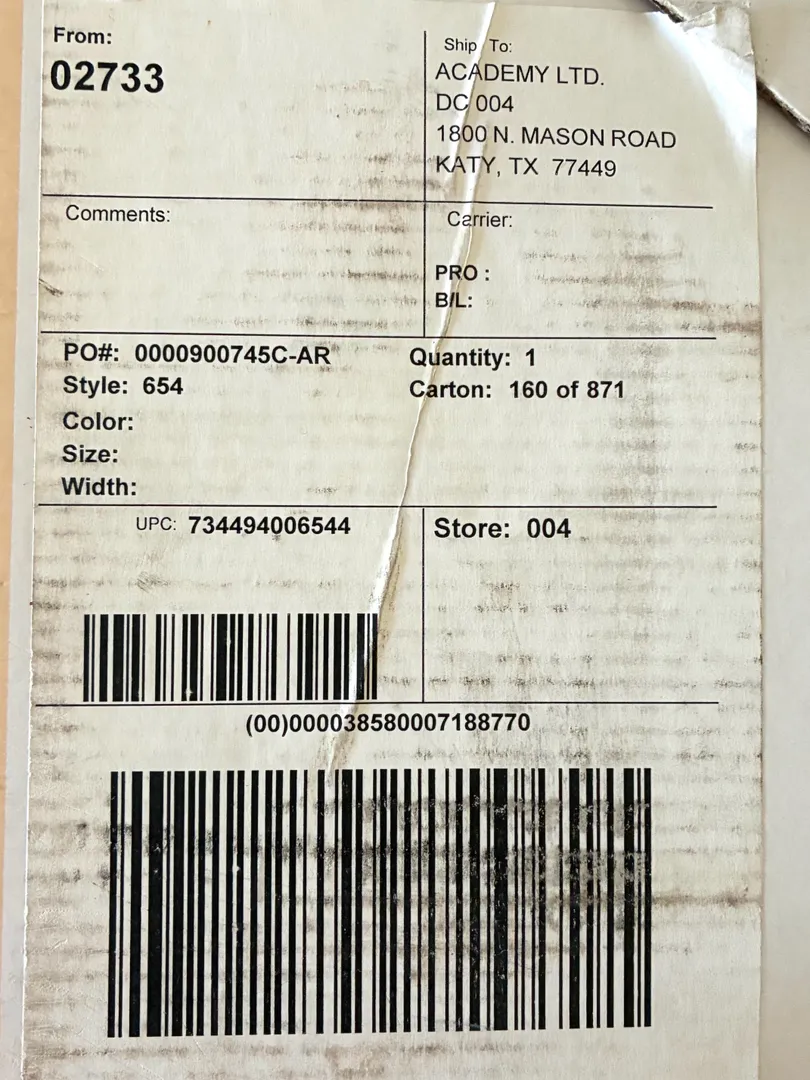 From:
02733
Ship To:
ACADEMY LTD.
DC 004
1800 N. MASON ROAD
KATY, TX 77449
Comments:
Carrier:
PRO :
B/L:
PO#: 0000900745C-AR
Quantity: 1
Style: 654
Carton: 160 of 871
Color:
Size:
Width:
UPC: 734494006544
Store: 004
(00)000038580007188770